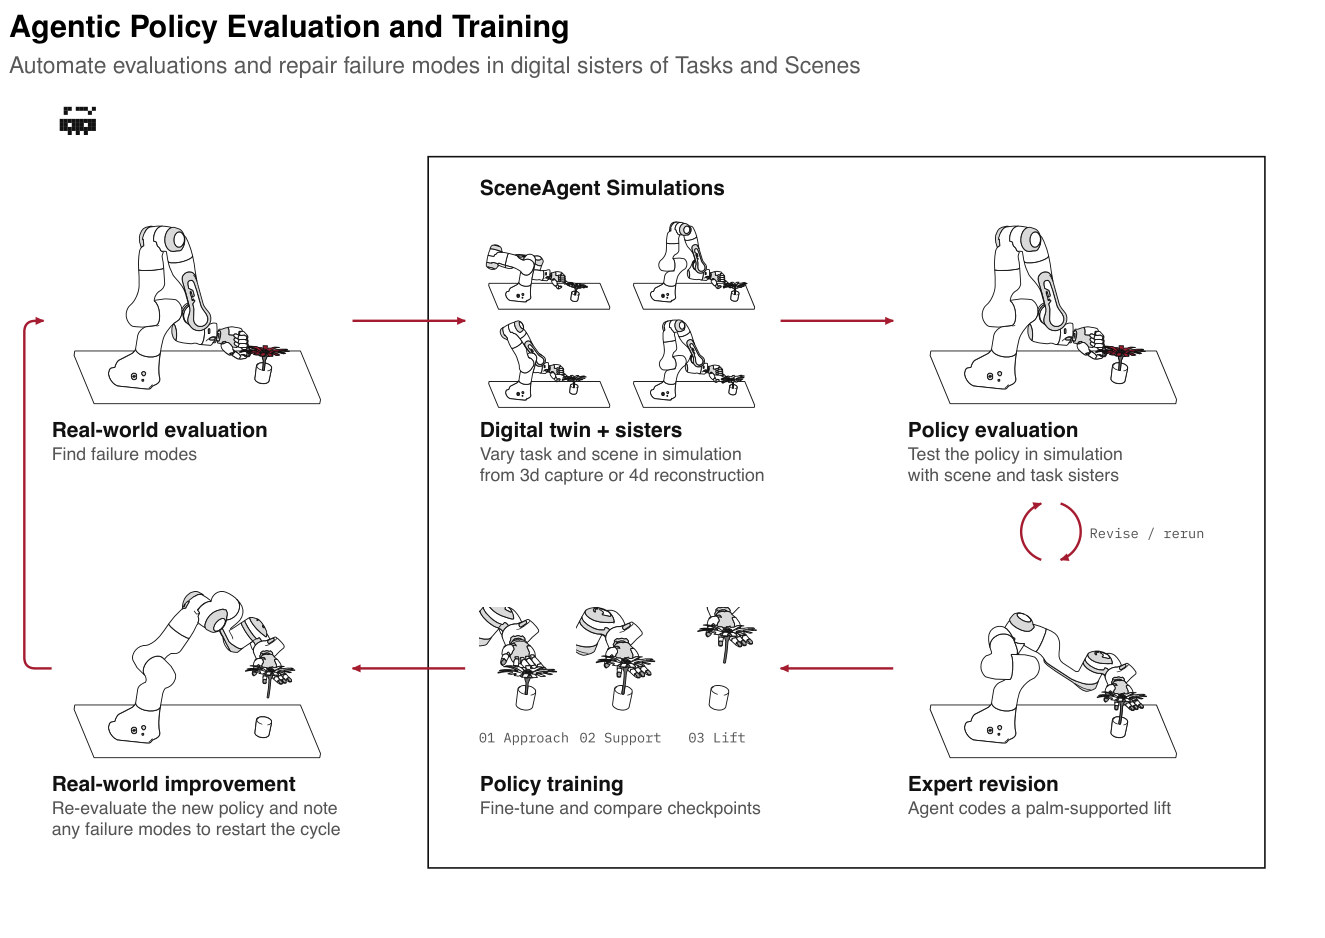 Agentic Policy Evaluation and Training
Automate evaluations and repair failure modes in digital sisters of Tasks and Scenes
SceneAgent Simulations
Real-world evaluation
Find failure modes
Digital twin + sisters
Vary task and scene in simulation
from 3d capture or 4d reconstruction
Policy evaluation
Test the policy in simulation
with scene and task sisters
Revise / rerun
01 Approach
02 Support
03 Lift
Real-world improvement
Re-evaluate the new policy and note
any failure modes to restart the cycle
Policy training
Fine-tune and compare checkpoints
Expert revision
Agent codes a palm-supported lift